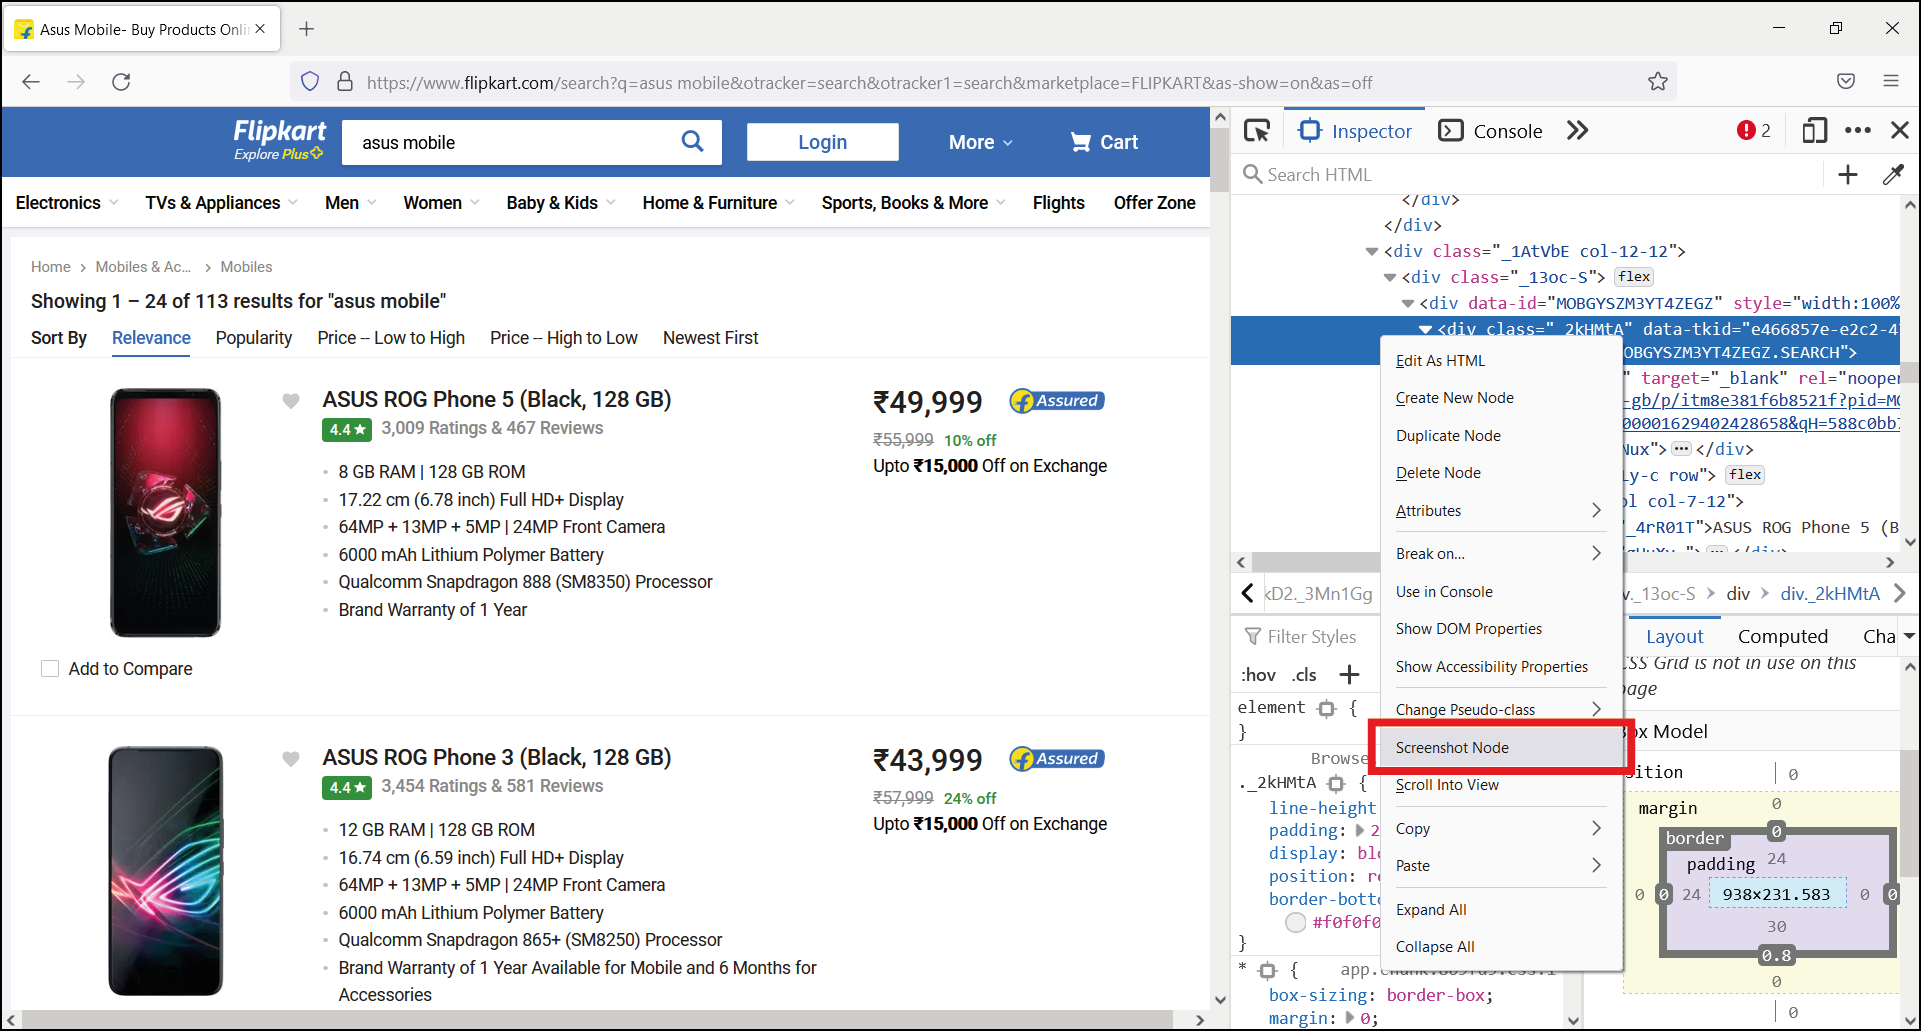 Asus Mobile- Buy Products Onli
https://www.flipkart.com/search?q=asus mobile&otracker=search&otracker1=search&marketplace=FLIPKART&as-show=on&as=off
Flipkart
Explore Plus
asus mobile
Login
More
Cart
Electronics
TVs & Appliances
Men
Women
Baby & Kids
Home & Furniture
Sports, Books & More
Flights
Offer Zone
Home
Mobiles & Ac...
Mobiles
Showing 1 – 24 of 113 results for "asus mobile"
Sort By
Relevance
Popularity
Price -- Low to High
Price -- High to Low
Newest First
ASUS ROG Phone 5 (Black, 128 GB)
4.4★
3,009 Ratings & 467 Reviews
8 GB RAM | 128 GB ROM
17.22 cm (6.78 inch) Full HD+ Display
64MP + 13MP + 5MP | 24MP Front Camera
6000 mAh Lithium Polymer Battery
Qualcomm Snapdragon 888 (SM8350) Processor
Brand Warranty of 1 Year
₹49,999
Assured
₹55,999 10% off
Upto ₹15,000 Off on Exchange
Add to Compare
ASUS ROG Phone 3 (Black, 128 GB)
4.4★
3,454 Ratings & 581 Reviews
12 GB RAM | 128 GB ROM
16.74 cm (6.59 inch) Full HD+ Display
64MP + 13MP + 5MP | 24MP Front Camera
6000 mAh Lithium Polymer Battery
Qualcomm Snapdragon 865+ (SM8250) Processor
Brand Warranty of 1 Year Available for Mobile and 6 Months for
Accessories
₹43,999
Assured
₹57,999 24% off
Upto ₹15,000 Off on Exchange
Inspector
Console
2
Search HTML
</div>
</div>
<div class="_1AtVbE col-12-12">
<div class="_13oc-S"> flex
<div data-id="MOBGYSZM3YT4ZEGZ" style="width:100%
<div class="_2kHMtA" data-tkid="e466857e-e2c2-4
OBGYSZM3YT4ZEGZ.SEARCH">
" target="_blank" rel="nooper
-gb/p/itm8e381f6b8521f?pid=MO
00001629402428658&qH=588c0bb7
Nux"> </div>
Ly-c row"> flex
ol col-7-12">
"_4rR01T">ASUS ROG Phone 5 (B
kD2._3Mn1Gg
v._13oc-S
div
div._2kHMtA
Edit As HTML
Create New Node
Duplicate Node
Delete Node
Attributes
Break on...
Use in Console
Show DOM Properties
Show Accessibility Properties
Change Pseudo-class
Screenshot Node
Scroll Into View
Copy
Paste
Expand All
Collapse All
Filter Styles
:hov .cls +
element {
}
Browse
._2kHMtA {
line-height
padding: 2
display: blo
position: re
border-botto
#f0f0f0
}
* {
box-sizing: border-box;
margin: 0;
Layout
Computed
Cha
CSS Grid is not in use on this
page
Box Model
sition
0
margin
0
border
0
padding
24
0
0
24
938×231.583
0
0
30
0.8
0
0